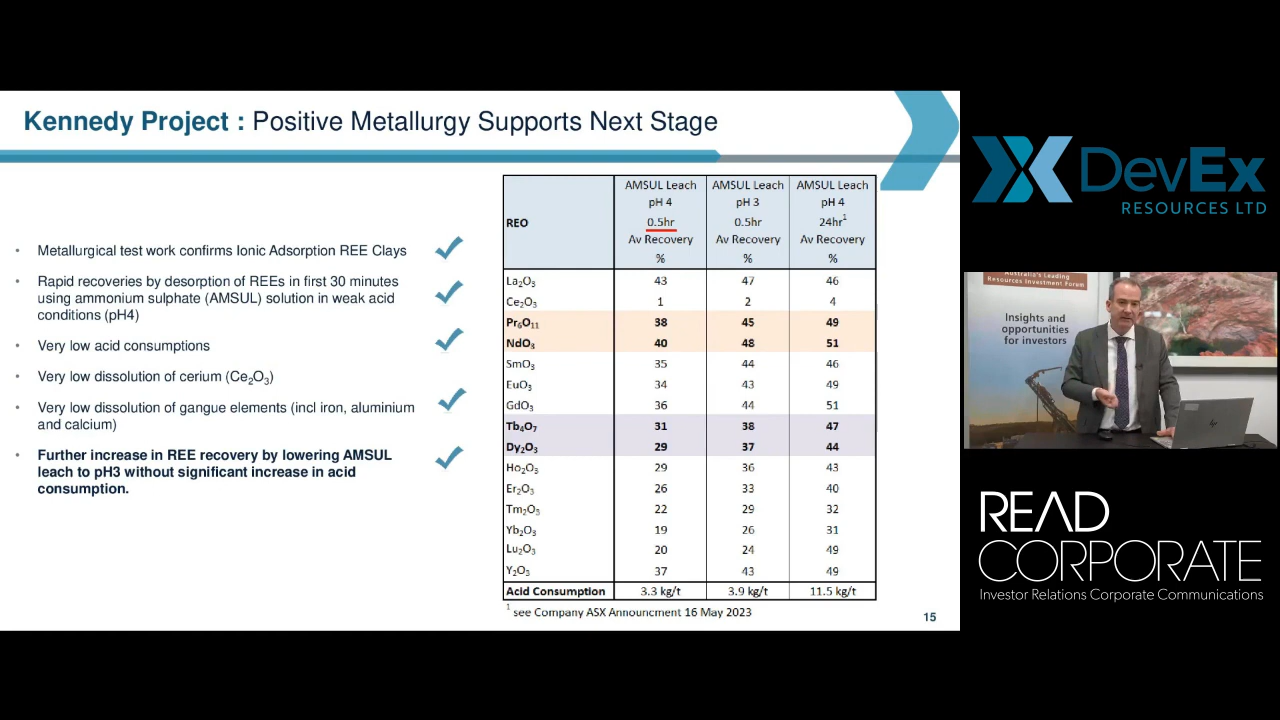 Kennedy Project : Positive Metallurgy Supports Next Stage
• Metallurgical test work confirms Ionic Adsorption REE Clays
• Rapid recoveries by desorption of REEs in first 30 minutes
using ammonium sulphate (AMSUL) solution in weak acid
conditions (pH4)
• Very low acid consumptions
• Very low dissolution of cerium (Ce₂O₃)
• Very low dissolution of gangue elements (incl iron, aluminium
and calcium)
• Further increase in REE recovery by lowering AMSUL
leach to pH3 without significant increase in acid
consumption.
REO AMSUL Leach pH 4 0.5hr Av Recovery % AMSUL Leach pH 3 0.5hr Av Recovery % AMSUL Leach pH 4 24hr¹ Av Recovery %
La₂O₃ 43 47 46
Ce₂O₃ 1 2 4
Pr₆O₁₁ 38 45 49
NdO₃ 40 48 51
SmO₃ 35 44 46
EuO₃ 34 43 49
GdO₃ 36 44 51
Tb₄O₇ 31 38 47
Dy₂O₃ 29 37 44
Ho₂O₃ 29 36 43
Er₂O₃ 26 33 40
Tm₂O₃ 22 29 32
Yb₂O₃ 19 26 31
Lu₂O₃ 20 24 49
Y₂O₃ 37 43 49
Acid Consumption 3.3 kg/t 3.9 kg/t 11.5 kg/t
¹ see Company ASX Announcment 16 May 2023
15
DevEx
RESOURCES LTD
Australia's Leading
Resources Investment Forum
Insights and
opportunities
for investors
hp
READ
CORPORATE
Investor Relations Corporate Communications